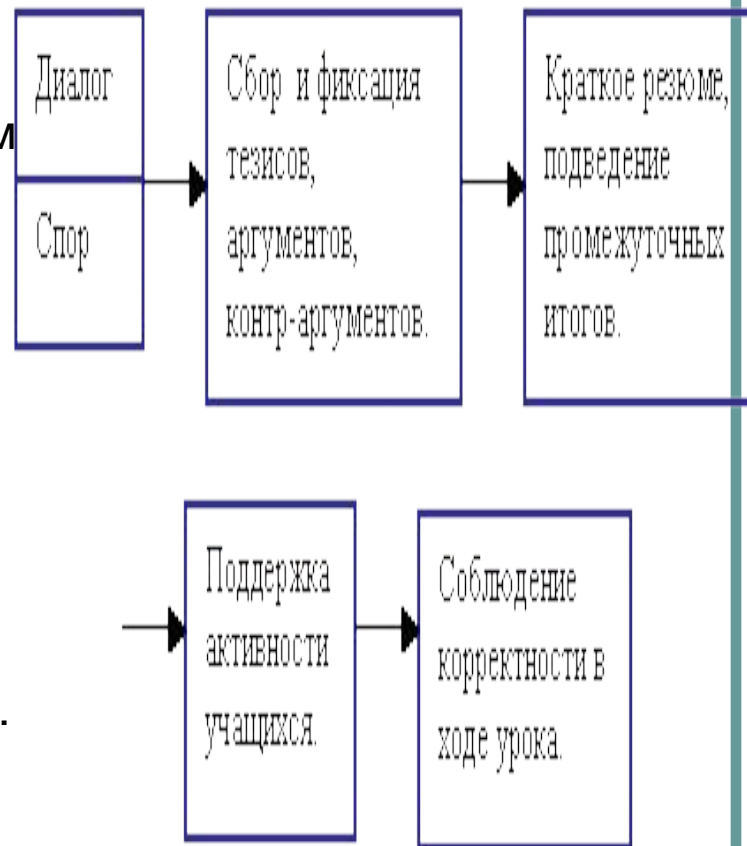 м
Диалог
Спор
Сбор и фиксация
тезисов,
аргументов,
контр-аргументов.
Краткое резюме,
подведение
промежуточных
итогов.
Поддержка
активности
учащихся.
Соблюдение
корректности в
ходе урока.
.